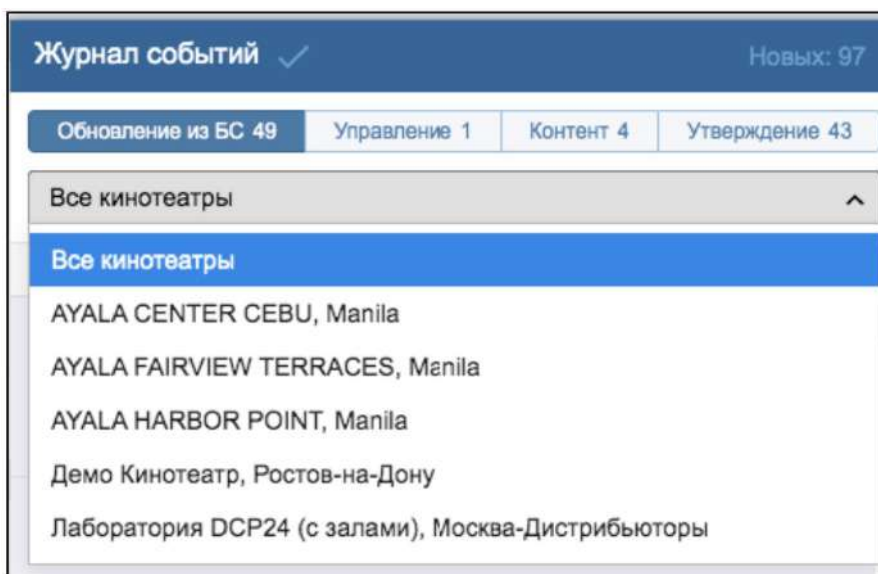 Журнал событий Новых: 97
Обновление из БС 49 Управление 1 Контент 4 Утверждение 43
Все кинотеатры
Все кинотеатры
AYALA CENTER CEBU, Manila
AYALA FAIRVIEW TERRACES, Manila
AYALA HARBOR POINT, Manila
Демо Кинотеатр, Ростов-на-Дону
Лаборатория DCP24 (с залами), Москва-Дистрибьюторы